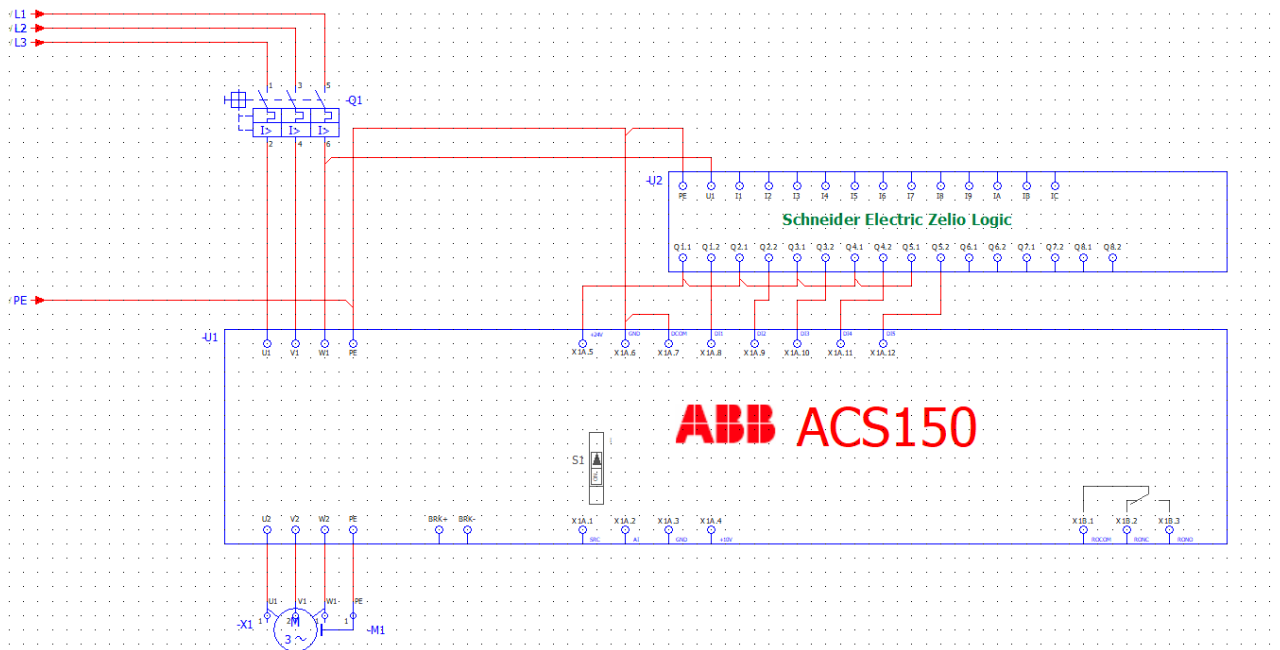 L1
L2
L3
1 3 5
-Q1
I> I> I>
2 4 6
-U2
PE U1 I1 I2 I3 I4 I5 I6 I7 I8 I9 IA IB IC
Schneider Electric Zelio Logic
Q1.1 Q1.2 Q2.1 Q2.2 Q3.1 Q3.2 Q4.1 Q4.2 Q5.1 Q5.2 Q6.1 Q6.2 Q7.1 Q7.2 Q8.1 Q8.2
PE
-U1
+24V GND DCOM DI1 DI2 DI3 DI4 DI5
U1 V1 W1 PE X1A.5 X1A.6 X1A.7 X1A.8 X1A.9 X1A.10 X1A.11 X1A.12
ABB ACS150
S1
U2 V2 W2 PE BRK+ BRK- X1A.1 X1A.2 X1A.3 X1A.4 X1B.1 X1B.2 X1B.3
SRC AI GND +10V ROCOM RONC RONO
U1 V1 W1 PE
-X1 1 2 1 1 -M1
M
3 ~